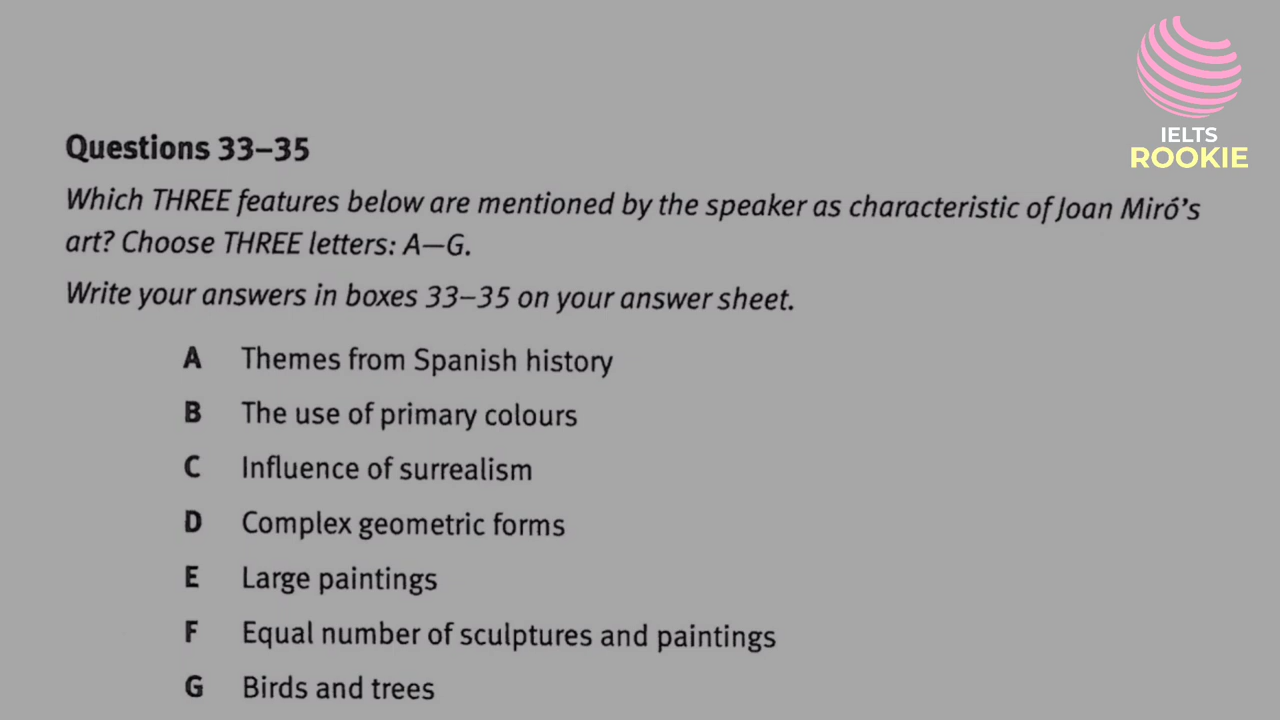 IELTS
ROOKIE
Questions 33–35
Which THREE features below are mentioned by the speaker as characteristic of Joan Miró's
art? Choose THREE letters: A—G.
Write your answers in boxes 33–35 on your answer sheet.
A Themes from Spanish history
B The use of primary colours
C Influence of surrealism
D Complex geometric forms
E Large paintings
F Equal number of sculptures and paintings
G Birds and trees